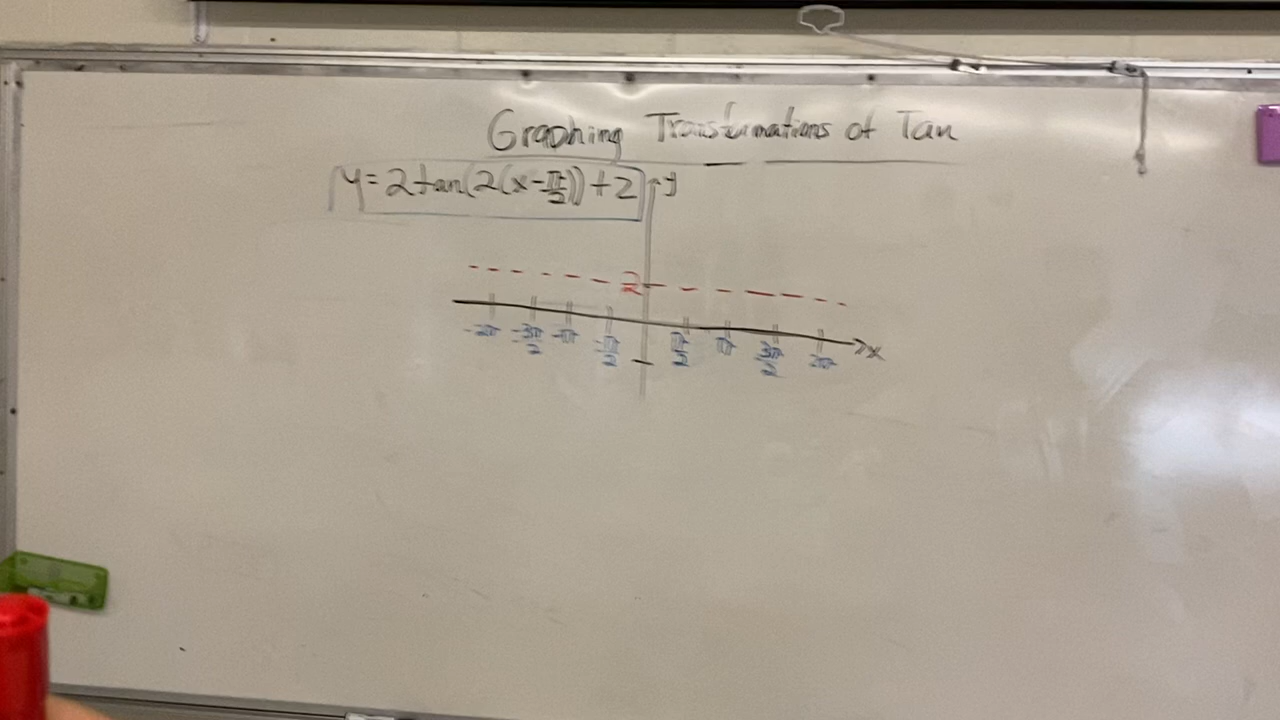 Graphing Transformations of Tan
y=2tan(2(x-π/2))+2
y
2
-2π -3π/2 -π -π/2 π/2 π 3π/2 2π x